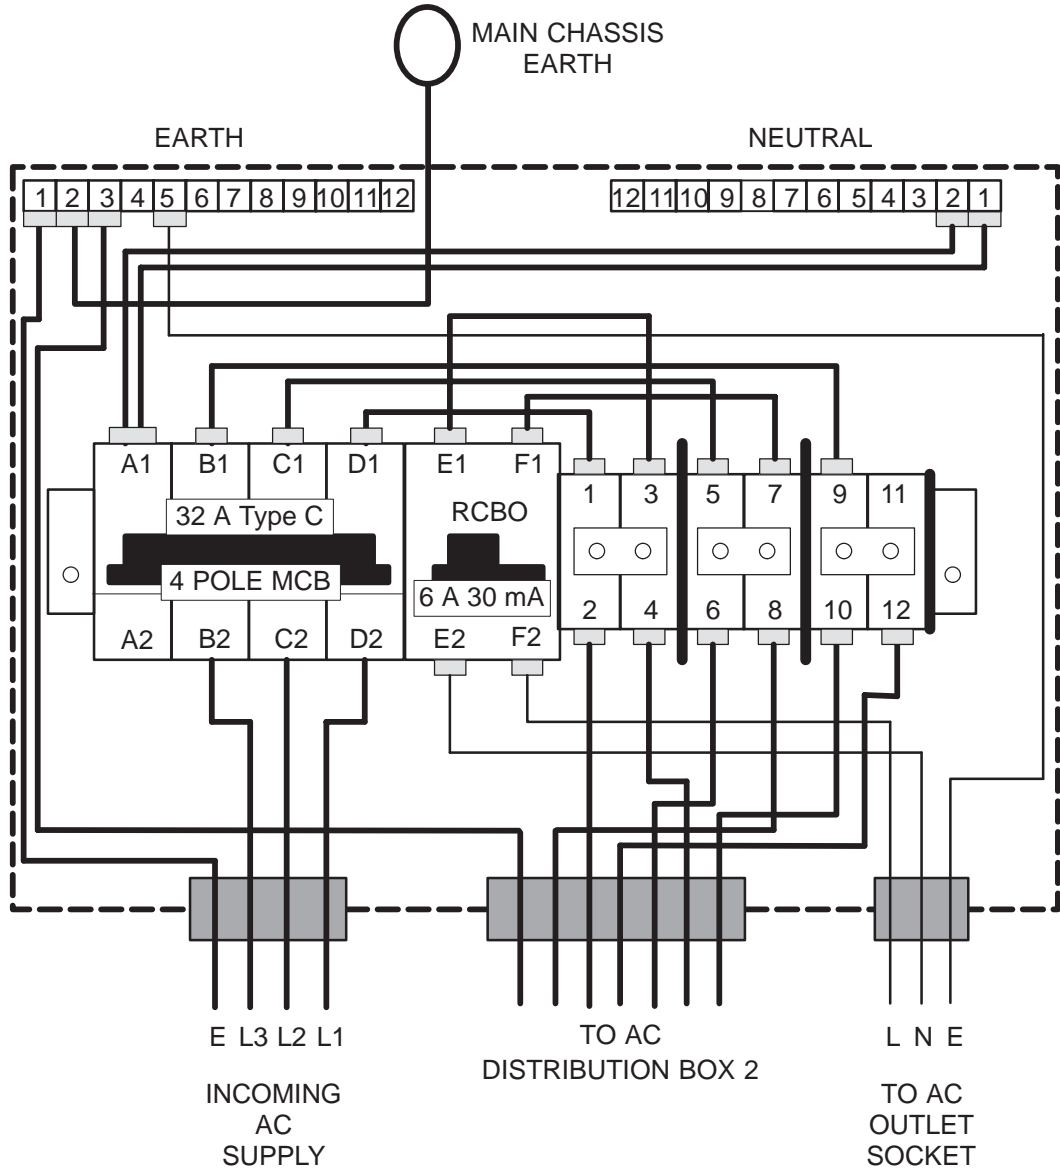 MAIN CHASSIS
EARTH
EARTH
NEUTRAL
1 2 3 4 5 6 7 8 9 10 11 12
12 11 10 9 8 7 6 5 4 3 2 1
A1 B1 C1 D1 E1 F1
1 3 5 7 9 11
32 A Type C
RCBO
4 POLE MCB
6 A 30 mA
2 4 6 8 10 12
A2 B2 C2 D2 E2 F2
E L3 L2 L1
INCOMING
AC
SUPPLY
TO AC
DISTRIBUTION BOX 2
L N E
TO AC
OUTLET
SOCKET